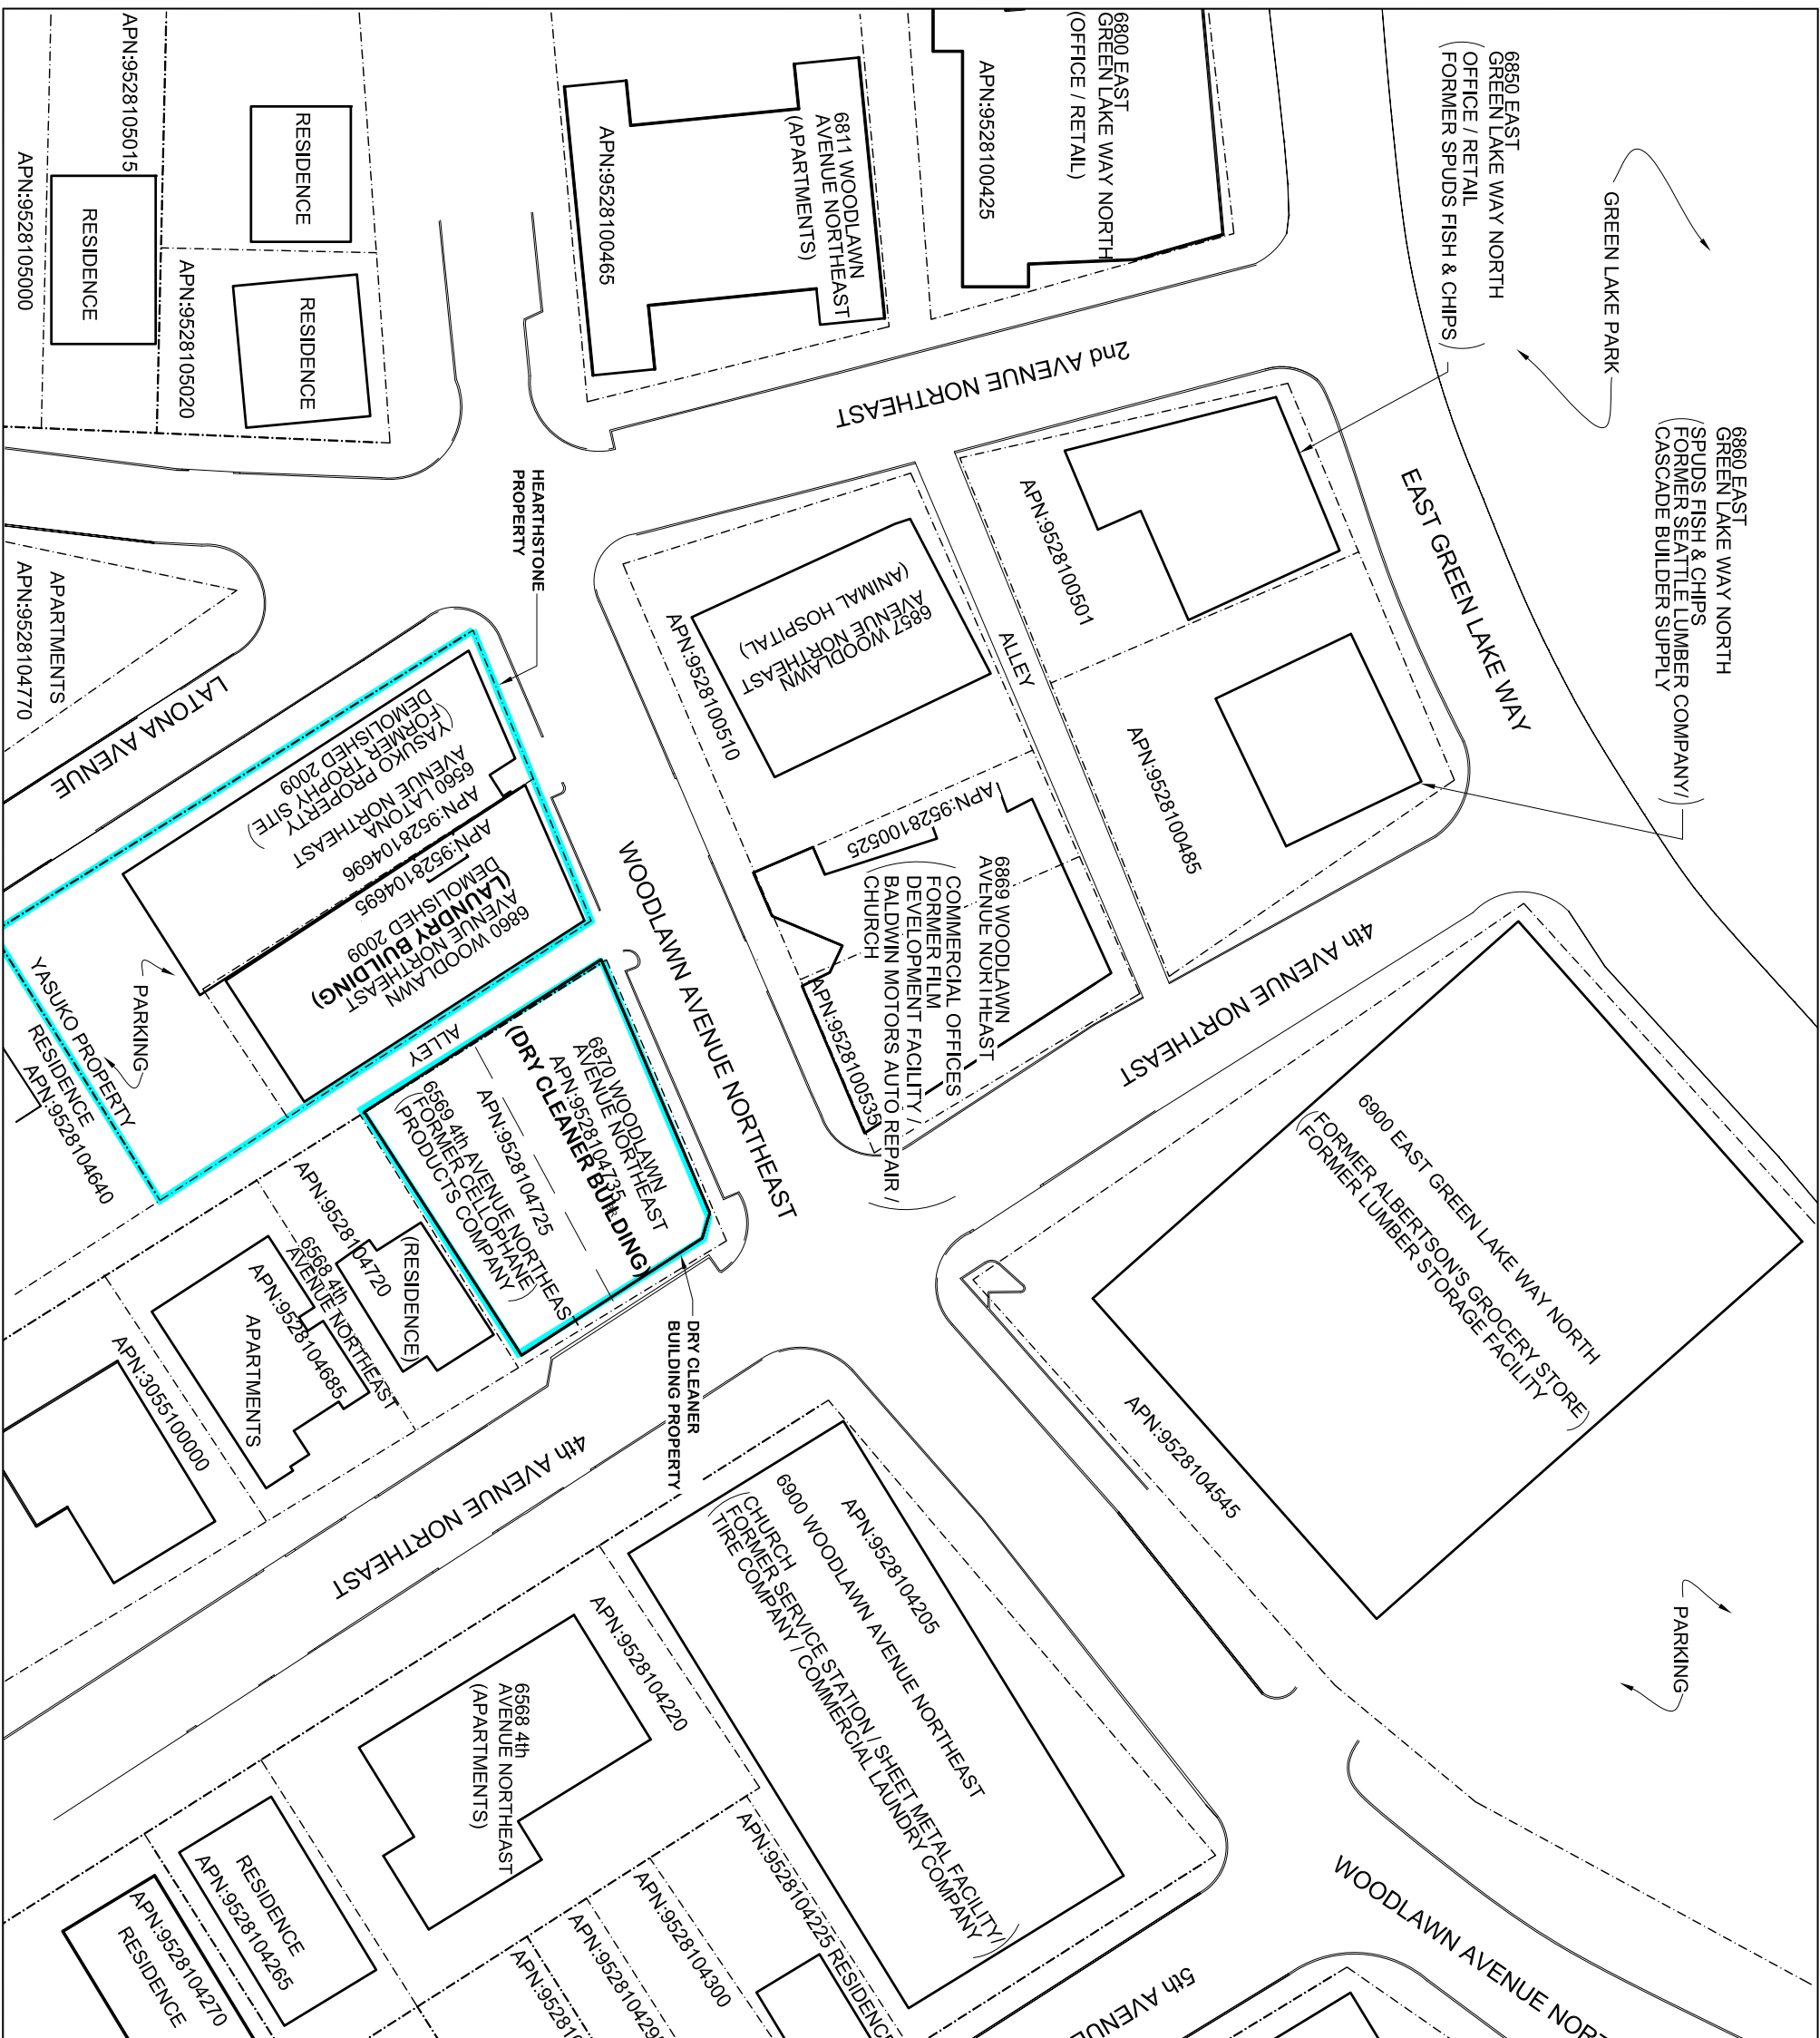 6850 EAST
GREEN LAKE WAY NORTH
OFFICE / RETAIL
(FORMER SPUDS FISH & CHIPS)
GREEN LAKE PARK
6860 EAST
GREEN LAKE WAY NORTH
(SPUDS FISH & CHIPS
FORMER SEATTLE LUMBER COMPANY/
CASCADE BUILDER SUPPLY)
6800 EAST
GREEN LAKE WAY NORTH
(OFFICE / RETAIL)
APN:9528100425
6811 WOODLAWN
AVENUE NORTHEAST
(APARTMENTS)
APN:9528100465
APN:9528105015
RESIDENCE
APN:9528105020
RESIDENCE
RESIDENCE
APN:9528105000
2nd AVENUE NORTHEAST
EAST GREEN LAKE WAY
APN:9528100501
APN:9528100485
ALLEY
6857 WOODLAWN
AVENUE NORTHEAST
(ANIMAL HOSPITAL)
APN:9528100510
APN:9528100525
6869 WOODLAWN
AVENUE NORTHEAST
(COMMERCIAL OFFICES
FORMER FILM
DEVELOPMENT FACILITY /
BALDWIN MOTORS AUTO REPAIR /
CHURCH)
APN:9528100535
WOODLAWN AVENUE NORTHEAST
4th AVENUE NORTHEAST
HEARTHSTONE
PROPERTY
APARTMENTS
APN:9528104770
LATONA AVENUE
6560 LATONA
AVENUE NORTHEAST
(YASUKO PROPERTY
FORMER TROPHY SITE
DEMOLISHED 2009)
APN:9528104696
APN:9528104695
6860 WOODLAWN
AVENUE NORTHEAST
(LAUNDRY BUILDING)
DEMOLISHED 2009
PARKING
YASUKO PROPERTY
RESIDENCE
APN:9528104640
ALLEY
6870 WOODLAWN
AVENUE NORTHEAST
APN:9528104735
(DRY CLEANER BUILDING)
APN:9528104725
6569 4th AVENUE NORTHEAS
(FORMER CELLOPHANE
PRODUCTS COMPANY)
DRY CLEANER
BUILDING PROPERTY
(RESIDENCE)
APN:9528104720
6568 4th
AVENUE NORTHEAST
APN:9528104685
APARTMENTS
APN:3055100000
4th AVENUE NORTHEAST
6900 EAST GREEN LAKE WAY NORTH
(FORMER ALBERTSON'S GROCERY STORE)
(FORMER LUMBER STORAGE FACILITY)
APN:9528104545
PARKING
APN:9528104205
6900 WOODLAWN AVENUE NORTHEAST
(CHURCH
FORMER SERVICE STATION / SHEET METAL FACILITY/
TIRE COMPANY / COMMERCIAL LAUNDRY COMPANY)
APN:9528104220
6568 4th
AVENUE NORTHEAST
(APARTMENTS)
RESIDENCE
APN:9528104265
APN:9528104270
RESIDENCE
APN:9528104225 RESIDENCE
APN:9528104300
APN:952810429
APN:952810
5th AVENUE
WOODLAWN AVENUE NORT